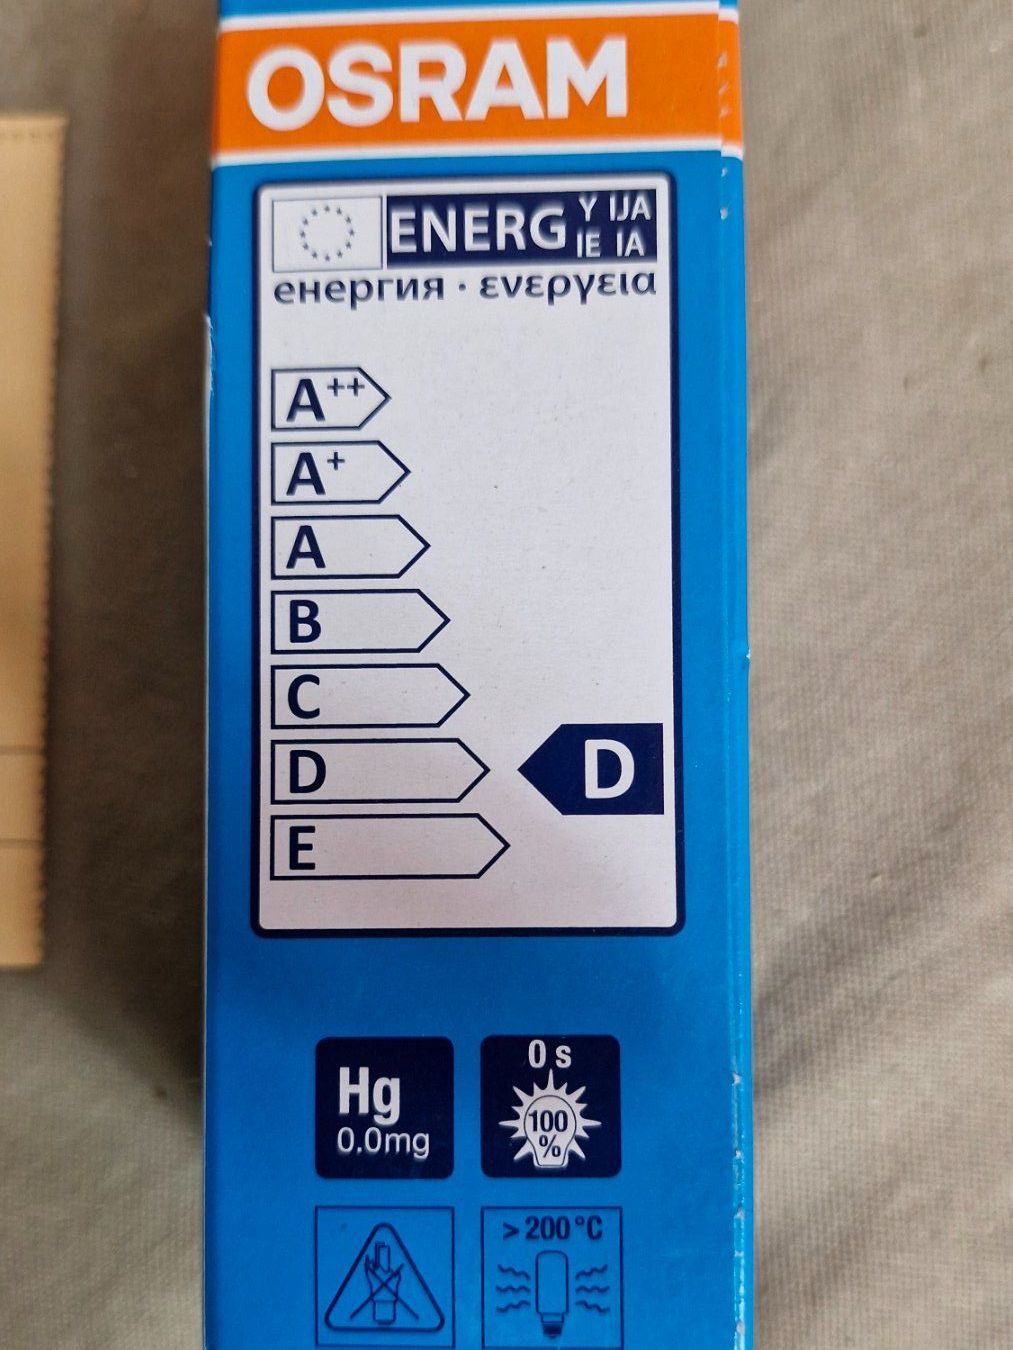 OSRAM
ENERG Y IJA
IE IA
енергия · ενεργεια
A++
A+
A
B
C
D
D
E
Hg
0.0mg
0 s
100
%
> 200 °C